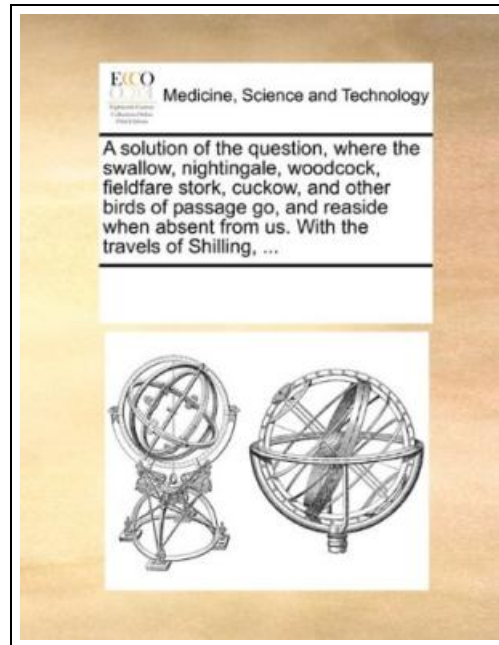 ECCO
Medicine, Science and Technology
A solution of the question, where the
swallow, nightingale, woodcock,
fieldfare stork, cuckow, and other
birds of passage go, and reaside
when absent from us. With the
travels of Shilling, ...